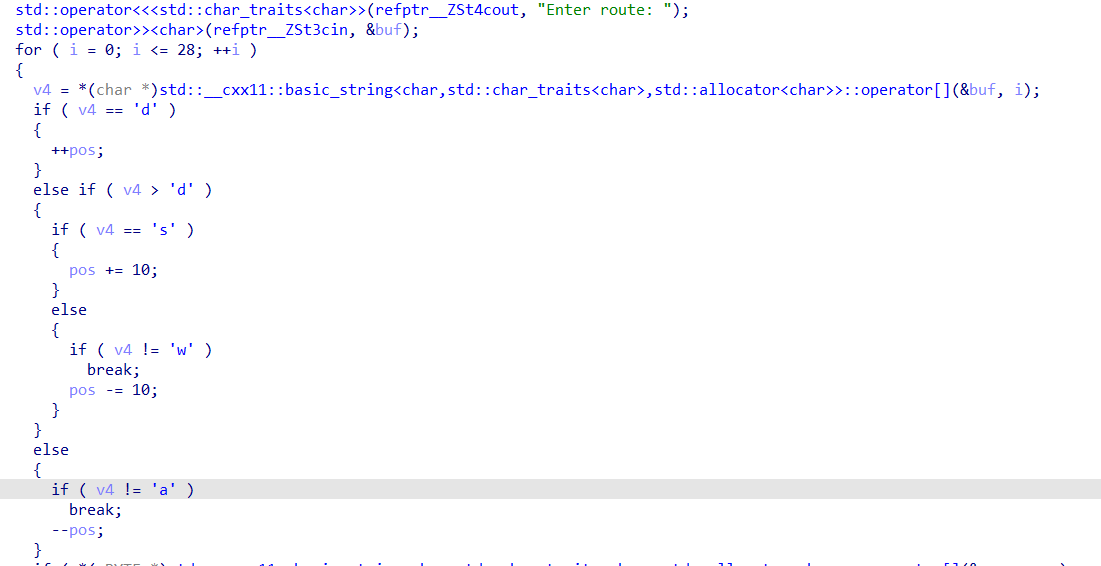 std::operator<<<std::char_traits<char>>(refptr__ZSt4cout, "Enter route: ");
std::operator>><char>(refptr__ZSt3cin, &buf);
for ( i = 0; i <= 28; ++i )
{
v4 = *(char *)std::__cxx11::basic_string<char,std::char_traits<char>,std::allocator<char>>::operator[](&buf, i);
if ( v4 == 'd' )
{
++pos;
}
else if ( v4 > 'd' )
{
if ( v4 == 's' )
{
pos += 10;
}
else
{
if ( v4 != 'w' )
break;
pos -= 10;
}
}
else
{
if ( v4 != 'a' )
break;
--pos;
}